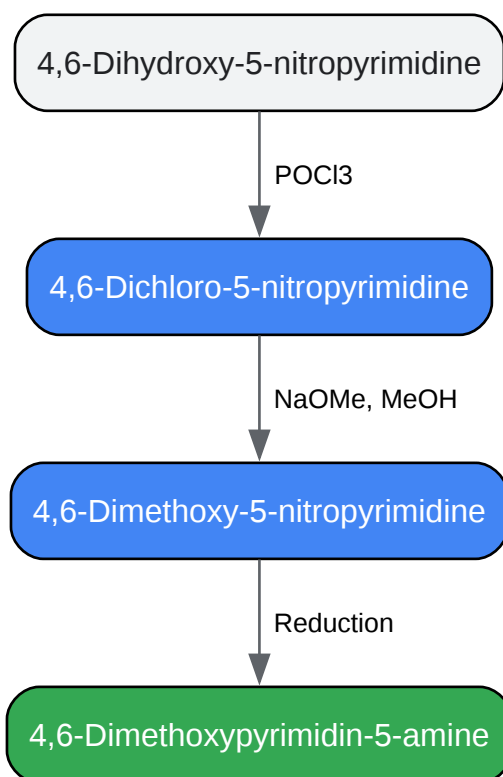 4,6-Dihydroxy-5-nitropyrimidine
POCl3
4,6-Dichloro-5-nitropyrimidine
NaOMe, MeOH
4,6-Dimethoxy-5-nitropyrimidine
Reduction
4,6-Dimethoxypyrimidin-5-amine